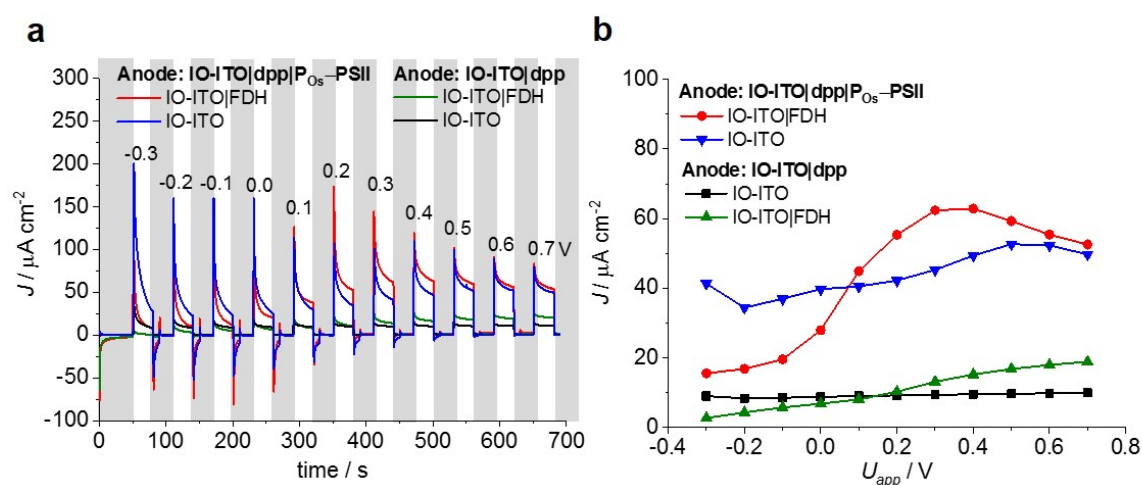 a
Anode: IO-ITO|dpp|P_Os–PSII
IO-ITO|FDH
IO-ITO
Anode: IO-ITO|dpp
IO-ITO|FDH
IO-ITO
-0.3
-0.2
-0.1
0.0
0.1
0.2
0.3
0.4
0.5
0.6
0.7 V
300
250
200
150
100
50
0
-50
-100
J / µA cm⁻²
0 100 200 300 400 500 600 700
time / s
b
Anode: IO-ITO|dpp|P_Os–PSII
IO-ITO|FDH
IO-ITO
Anode: IO-ITO|dpp
IO-ITO
IO-ITO|FDH
100
80
60
40
20
0
J / µA cm⁻²
-0.4 -0.2 0.0 0.2 0.4 0.6 0.8
U_app / V